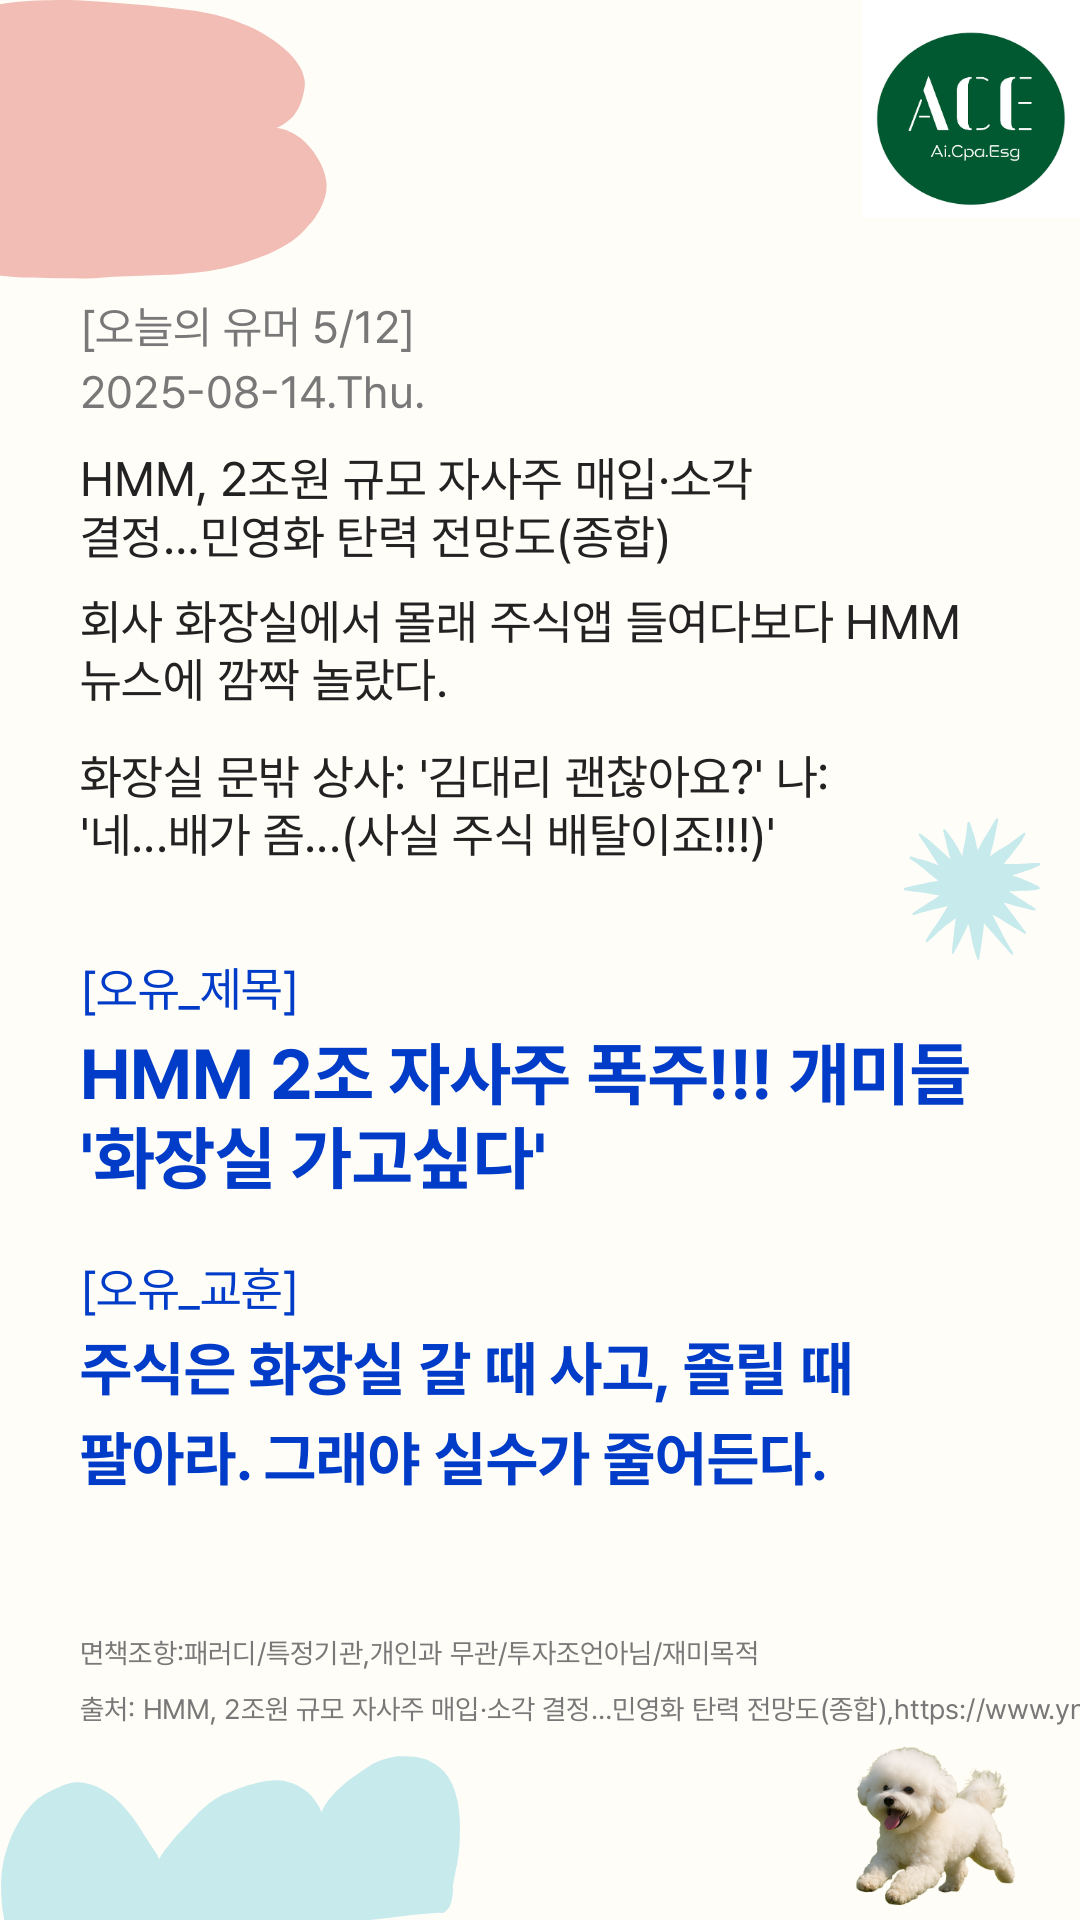 ACE
Ai.Cpa.Esg
[오늘의 유머 5/12]
2025-08-14.Thu.
HMM, 2조원 규모 자사주 매입·소각
결정...민영화 탄력 전망도(종합)
회사 화장실에서 몰래 주식앱 들여다보다 HMM
뉴스에 깜짝 놀랐다.
화장실 문밖 상사: '김대리 괜찮아요?' 나:
'네...배가 좀...(사실 주식 배탈이죠!!!)'
[오유_제목]
HMM 2조 자사주 폭주!!! 개미들
'화장실 가고싶다'
[오유_교훈]
주식은 화장실 갈 때 사고, 졸릴 때
팔아라. 그래야 실수가 줄어든다.
면책조항:패러디/특정기관,개인과 무관/투자조언아님/재미목적
출처: HMM, 2조원 규모 자사주 매입·소각 결정...민영화 탄력 전망도(종합),https://www.yn